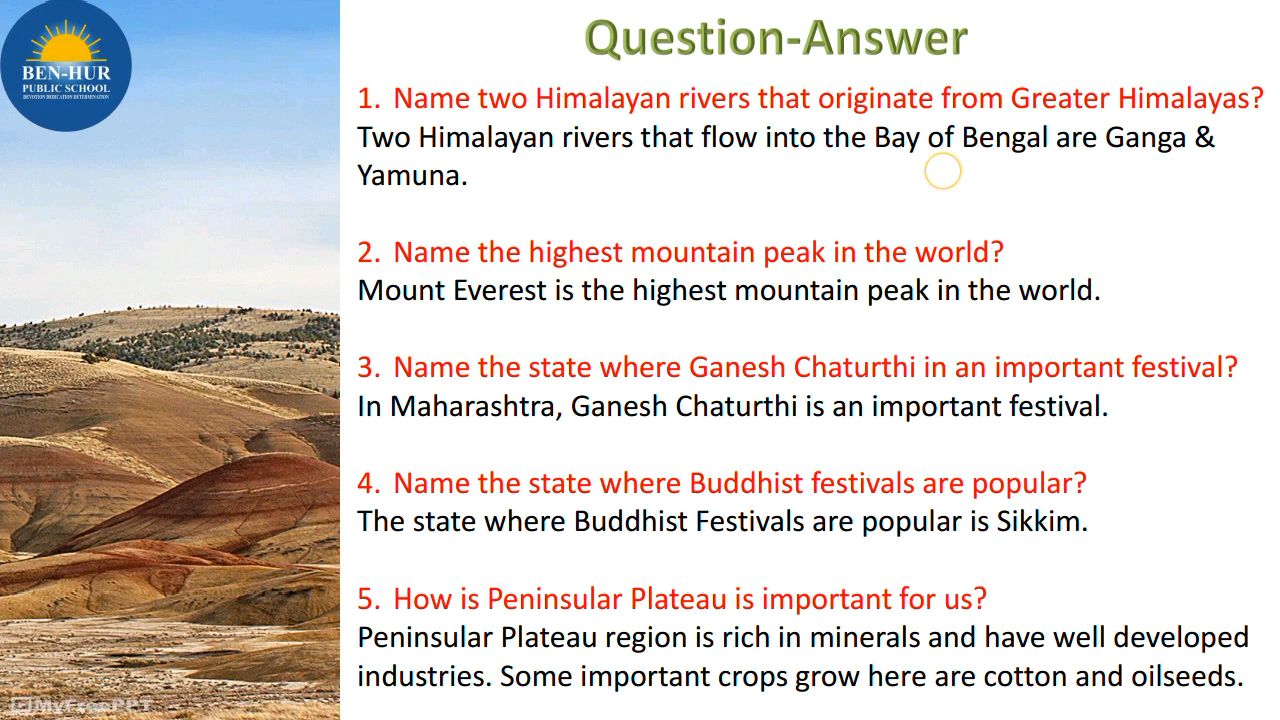 BEN-HUR
PUBLIC SCHOOL
DEVOTION DEDICATION DETERMINATION
Question-Answer
1. Name two Himalayan rivers that originate from Greater Himalayas?
Two Himalayan rivers that flow into the Bay of Bengal are Ganga &
Yamuna.
2. Name the highest mountain peak in the world?
Mount Everest is the highest mountain peak in the world.
3. Name the state where Ganesh Chaturthi in an important festival?
In Maharashtra, Ganesh Chaturthi is an important festival.
4. Name the state where Buddhist festivals are popular?
The state where Buddhist Festivals are popular is Sikkim.
5. How is Peninsular Plateau is important for us?
Peninsular Plateau region is rich in minerals and have well developed
industries. Some important crops grow here are cotton and oilseeds.
(c)MyFreePPT